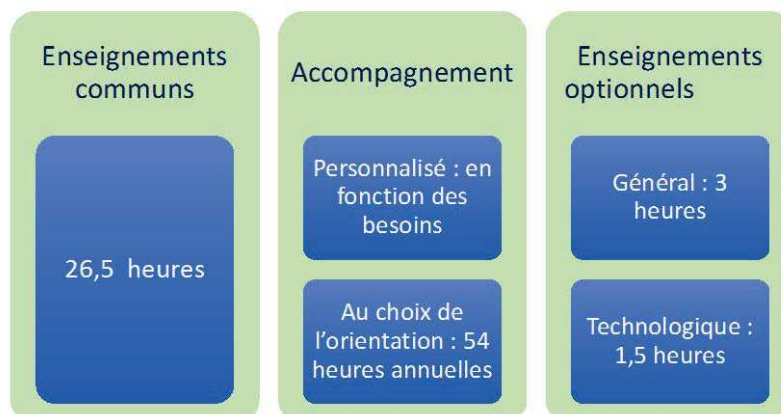 Enseignements
communs
26,5 heures
Accompagnement
Personnalisé : en
fonction des
besoins
Au choix de
l'orientation : 54
heures annuelles
Enseignements
optionnels
Général : 3
heures
Technologique :
1,5 heures